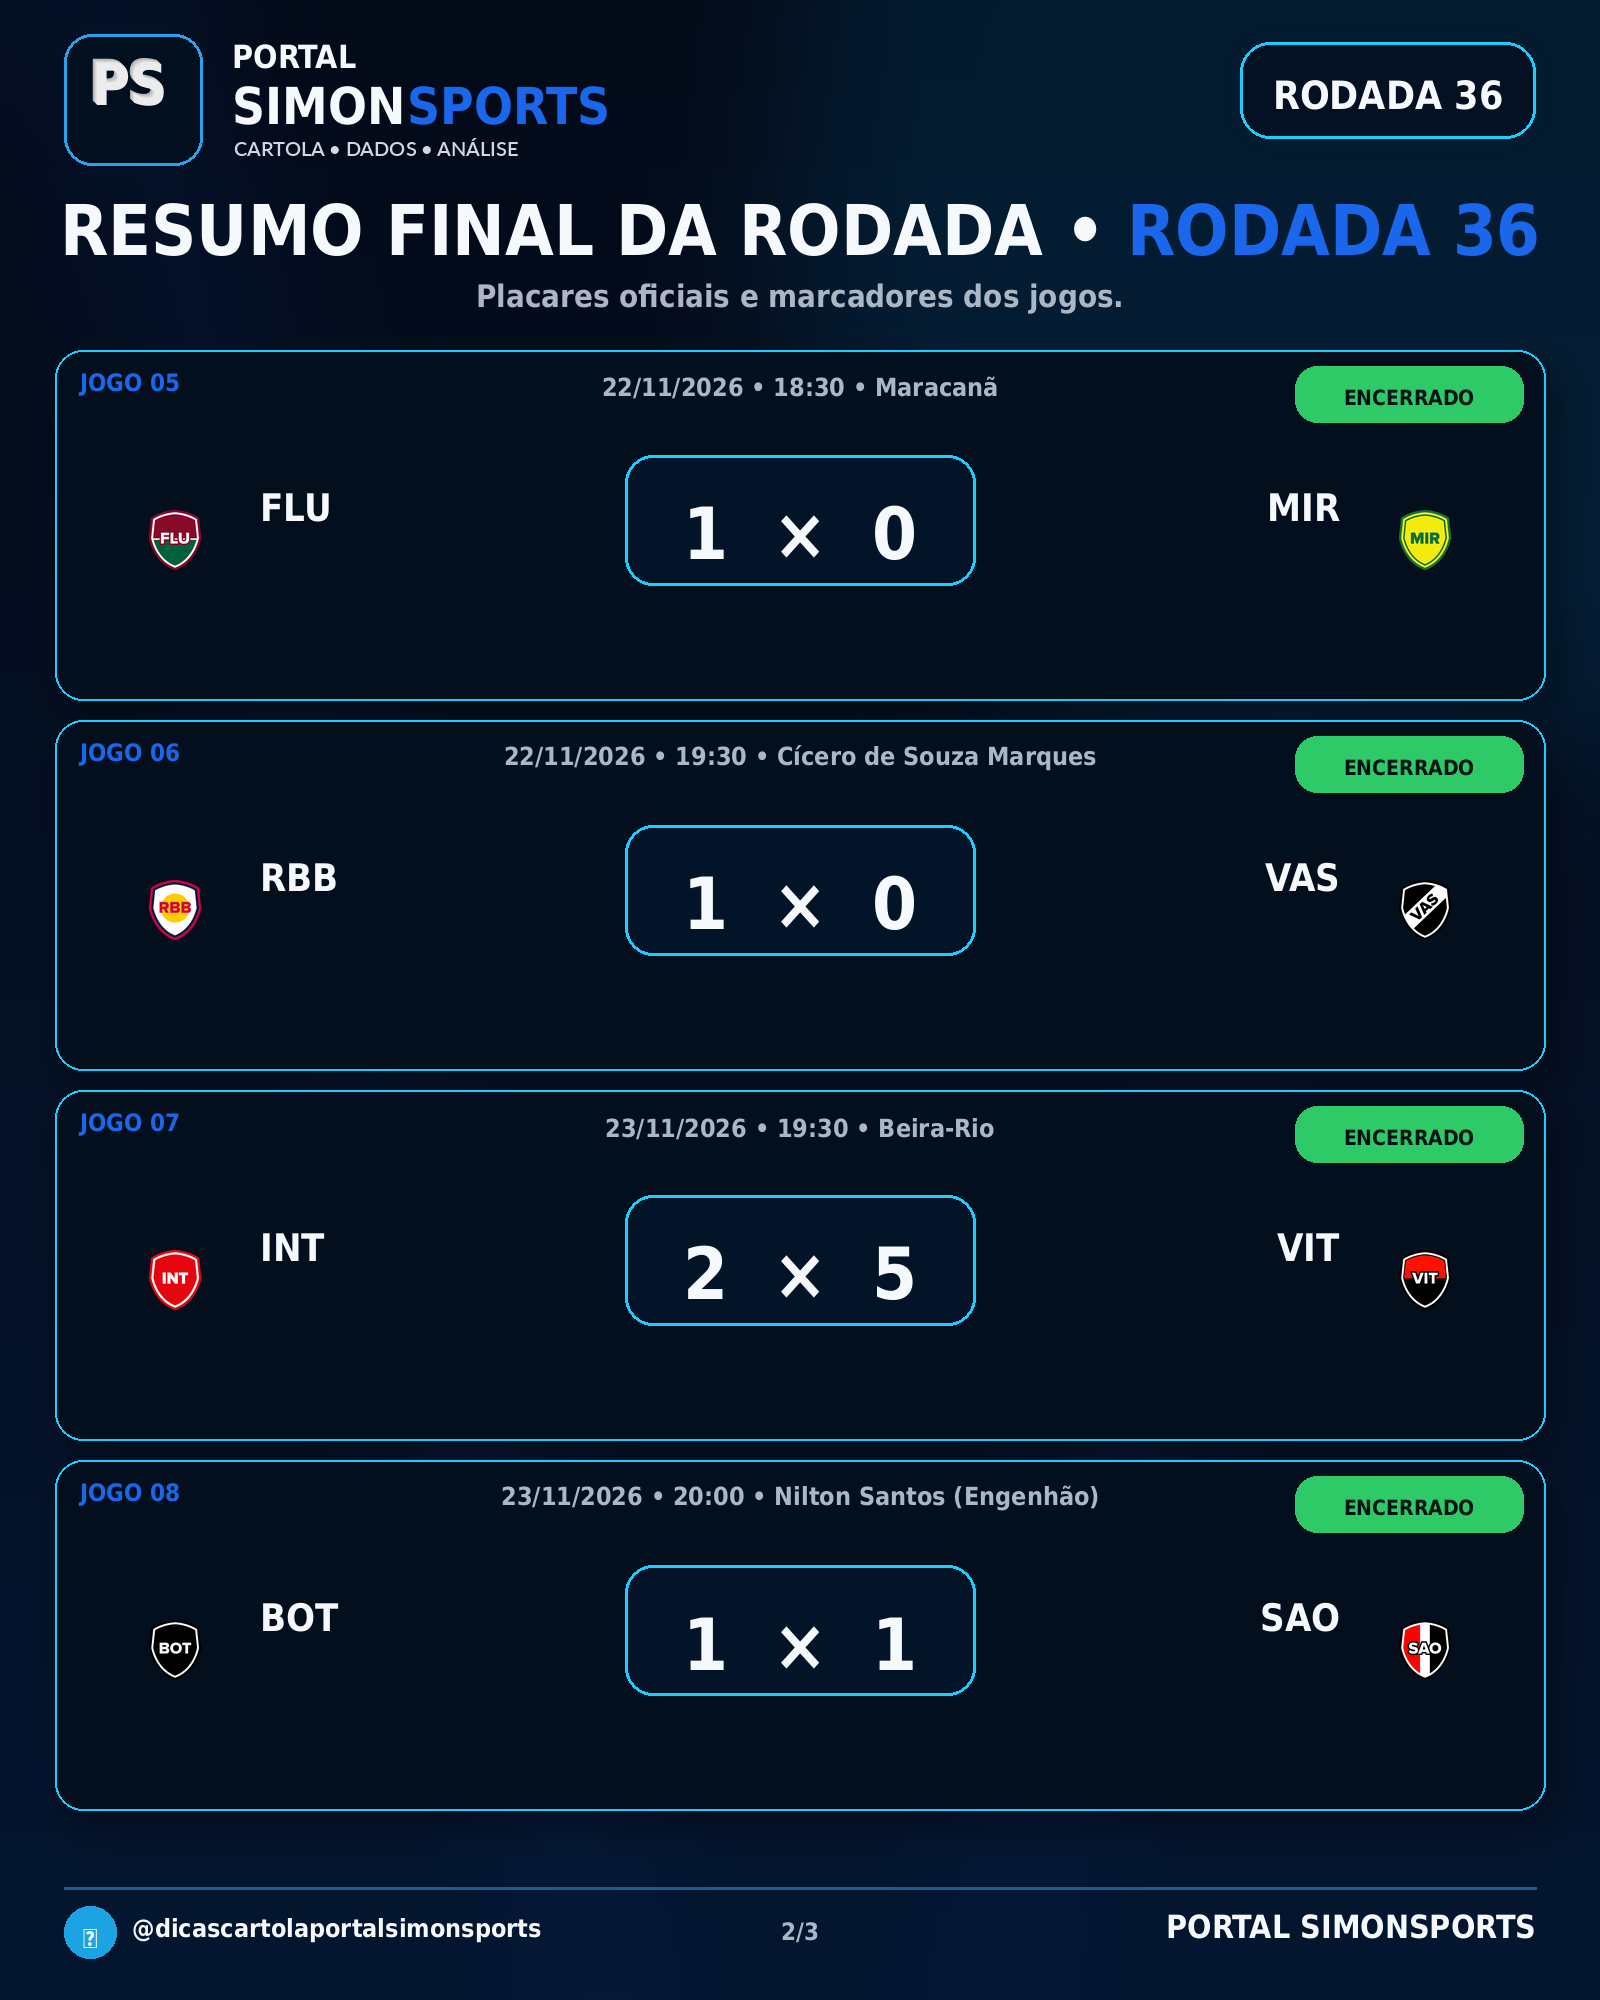 PS
PORTAL
SIMONSPORTS
CARTOLA • DADOS • ANÁLISE
RODADA 36
RESUMO FINAL DA RODADA • RODADA 36
Placares oficiais e marcadores dos jogos.
JOGO 05
22/11/2026 • 18:30 • Maracanã
ENCERRADO
FLU
FLU
1 × 0
MIR
MIR
JOGO 06
22/11/2026 • 19:30 • Cícero de Souza Marques
ENCERRADO
RBB
RBB
1 × 0
VAS
VAS
JOGO 07
23/11/2026 • 19:30 • Beira-Rio
ENCERRADO
INT
INT
2 × 5
VIT
VIT
JOGO 08
23/11/2026 • 20:00 • Nilton Santos (Engenhão)
ENCERRADO
BOT
BOT
1 × 1
SAO
SAO
@dicascartolaportalsimonsports
2/3
PORTAL SIMONSPORTS